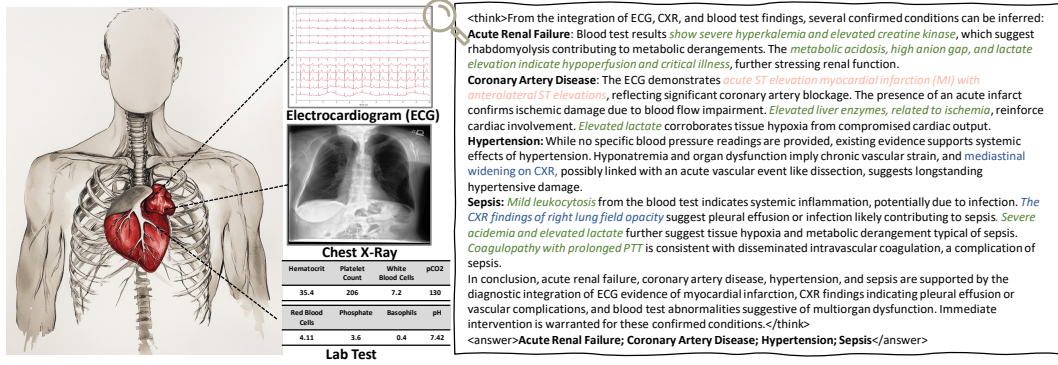 Electrocardiogram (ECG)
Chest X-Ray
Hematocrit Platelet Count White Blood Cells pCO2
35.4 206 7.2 130
Red Blood Cells Phosphate Basophils pH
4.11 3.6 0.4 7.42
Lab Test
<think>From the integration of ECG, CXR, and blood test findings, several confirmed conditions can be inferred:
Acute Renal Failure: Blood test results show severe hyperkalemia and elevated creatine kinase, which suggest
rhabdomyolysis contributing to metabolic derangements. The metabolic acidosis, high anion gap, and lactate
elevation indicate hypoperfusion and critical illness, further stressing renal function.
Coronary Artery Disease: The ECG demonstrates acute ST elevation myocardial infarction (MI) with
anterolateral ST elevations, reflecting significant coronary artery blockage. The presence of an acute infarct
confirms ischemic damage due to blood flow impairment. Elevated liver enzymes, related to ischemia, reinforce
cardiac involvement. Elevated lactate corroborates tissue hypoxia from compromised cardiac output.
Hypertension: While no specific blood pressure readings are provided, existing evidence supports systemic
effects of hypertension. Hyponatremia and organ dysfunction imply chronic vascular strain, and mediastinal
widening on CXR, possibly linked with an acute vascular event like dissection, suggests longstanding
hypertensive damage.
Sepsis: Mild leukocytosis from the blood test indicates systemic inflammation, potentially due to infection. The
CXR findings of right lung field opacity suggest pleural effusion or infection likely contributing to sepsis. Severe
acidemia and elevated lactate further suggest tissue hypoxia and metabolic derangement typical of sepsis.
Coagulopathy with prolonged PTT is consistent with disseminated intravascular coagulation, a complication of
sepsis.
In conclusion, acute renal failure, coronary artery disease, hypertension, and sepsis are supported by the
diagnostic integration of ECG evidence of myocardial infarction, CXR findings indicating pleural effusion or
vascular complications, and blood test abnormalities suggestive of multiorgan dysfunction. Immediate
intervention is warranted for these confirmed conditions.</think>
<answer>Acute Renal Failure; Coronary Artery Disease; Hypertension; Sepsis</answer>